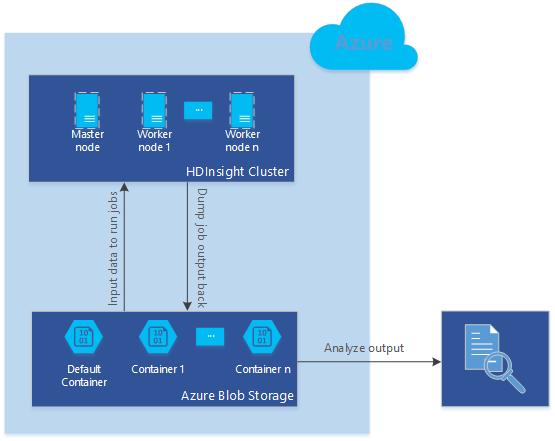 Azure
Master
node
Worker
node 1
...
Worker
node n
HDInsight Cluster
Input data to run jobs
Dump job output back
10
01
10
01
...
10
01
Default
Container
Container 1
Container n
Azure Blob Storage
Analyze output